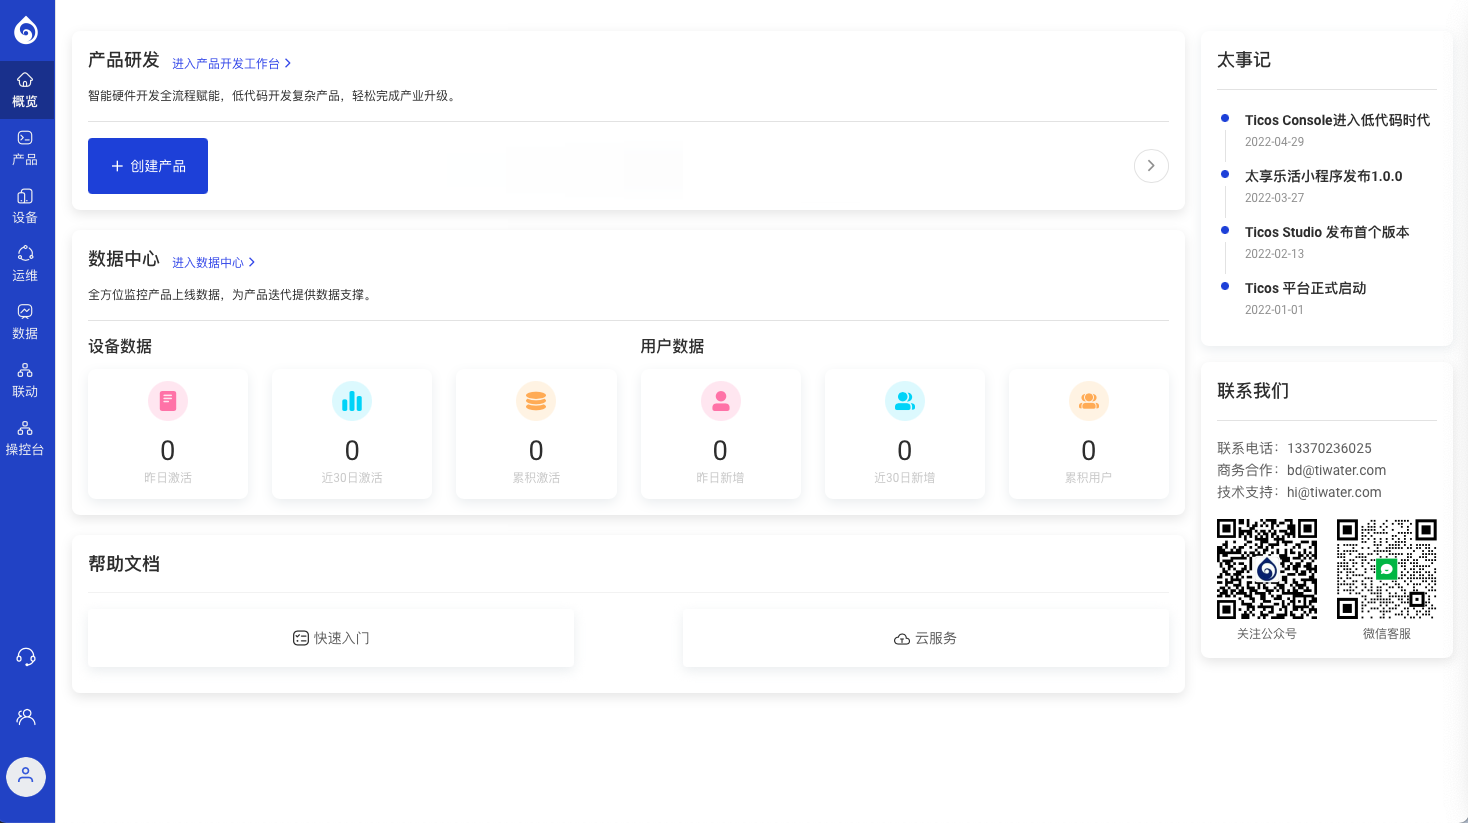 概览
产品
设备
运维
数据
联动
操控台
产品研发
进入产品开发工作台
智能硬件开发全流程赋能，低代码开发复杂产品，轻松完成产业升级。
创建产品
数据中心
进入数据中心
全方位监控产品上线数据，为产品迭代提供数据支撑。
设备数据
0
昨日激活
0
近30日激活
0
累积激活
用户数据
0
昨日新增
0
近30日新增
0
累积用户
帮助文档
快速入门
云服务
太事记
Ticos Console进入低代码时代
2022-04-29
太享乐活小程序发布1.0.0
2022-03-27
Ticos Studio 发布首个版本
2022-02-13
Ticos 平台正式启动
2022-01-01
联系我们
联系电话：13370236025
商务合作：bd@tiwater.com
技术支持：hi@tiwater.com
关注公众号
微信客服